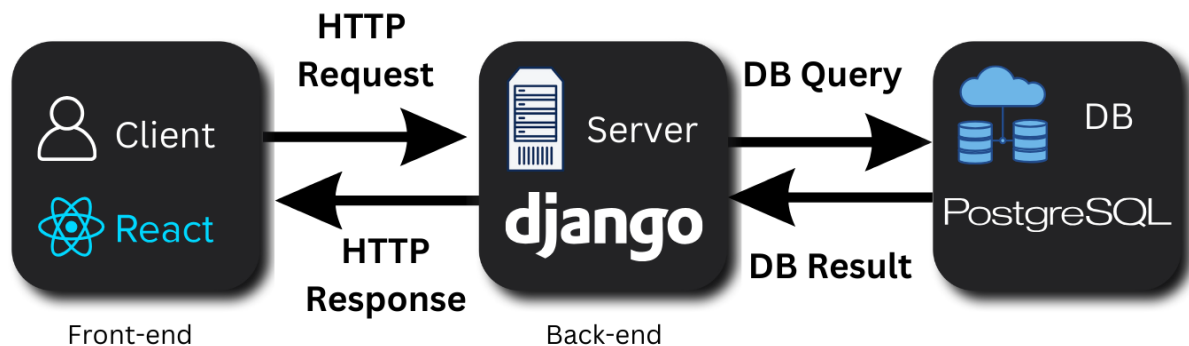 HTTP
Request
Client
React
HTTP
Response
Front-end
Server
django
Back-end
DB Query
DB Result
DB
PostgreSQL